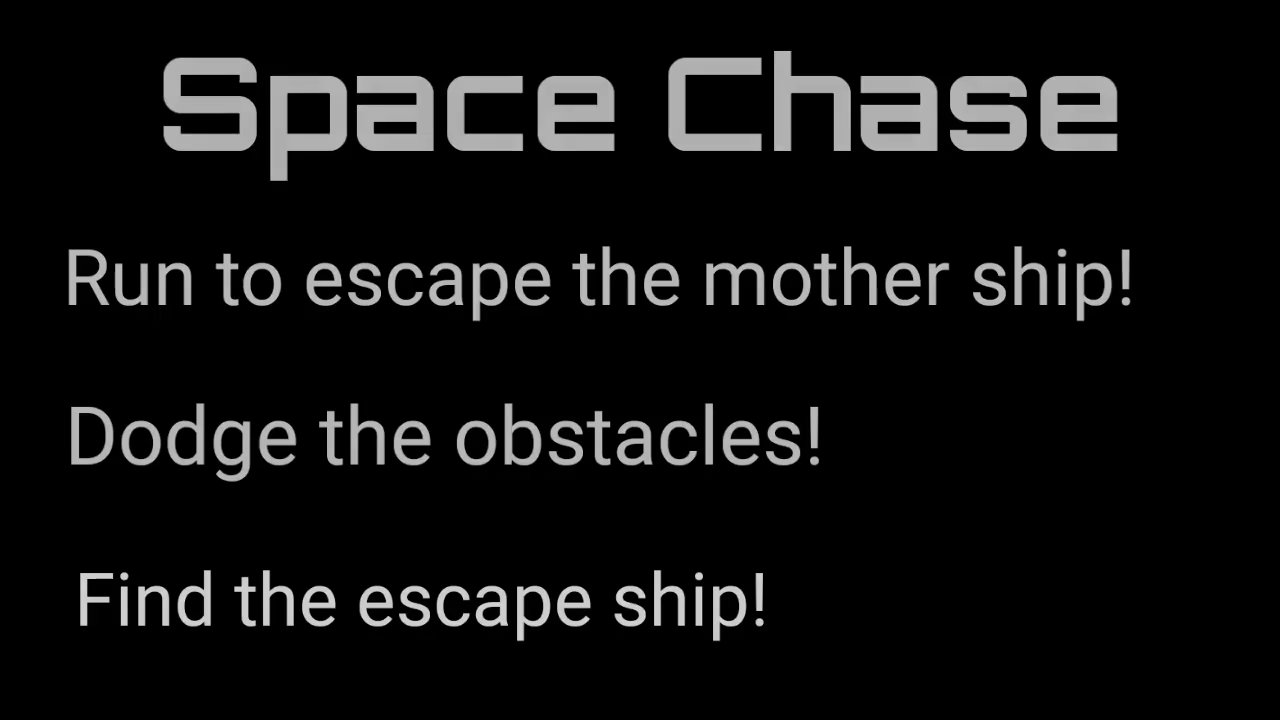 Space Chase
Run to escape the mother ship!
Dodge the obstacles!
Find the escape ship!